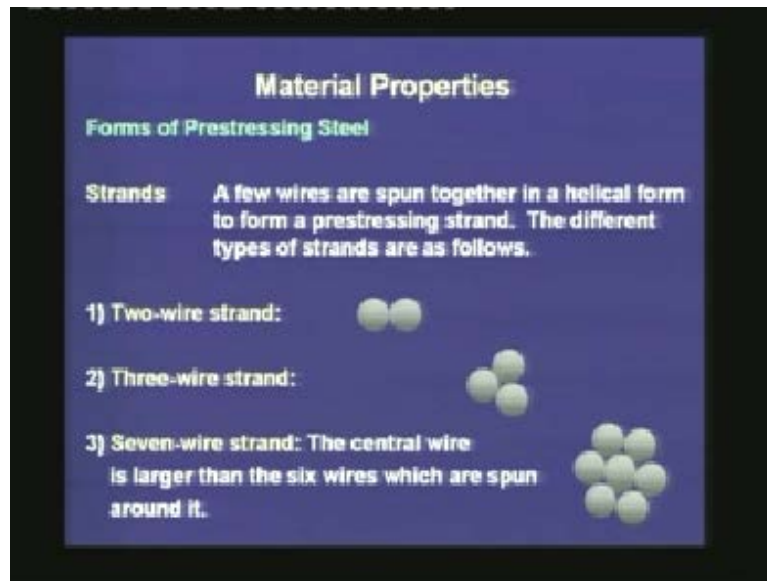 Material Properties
Forms of Prestressing Steel
Strands A few wires are spun together in a helical form
to form a prestressing strand. The different
types of strands are as follows.
1) Two-wire strand:
2) Three-wire strand:
3) Seven-wire strand: The central wire
is larger than the six wires which are spun
around it.